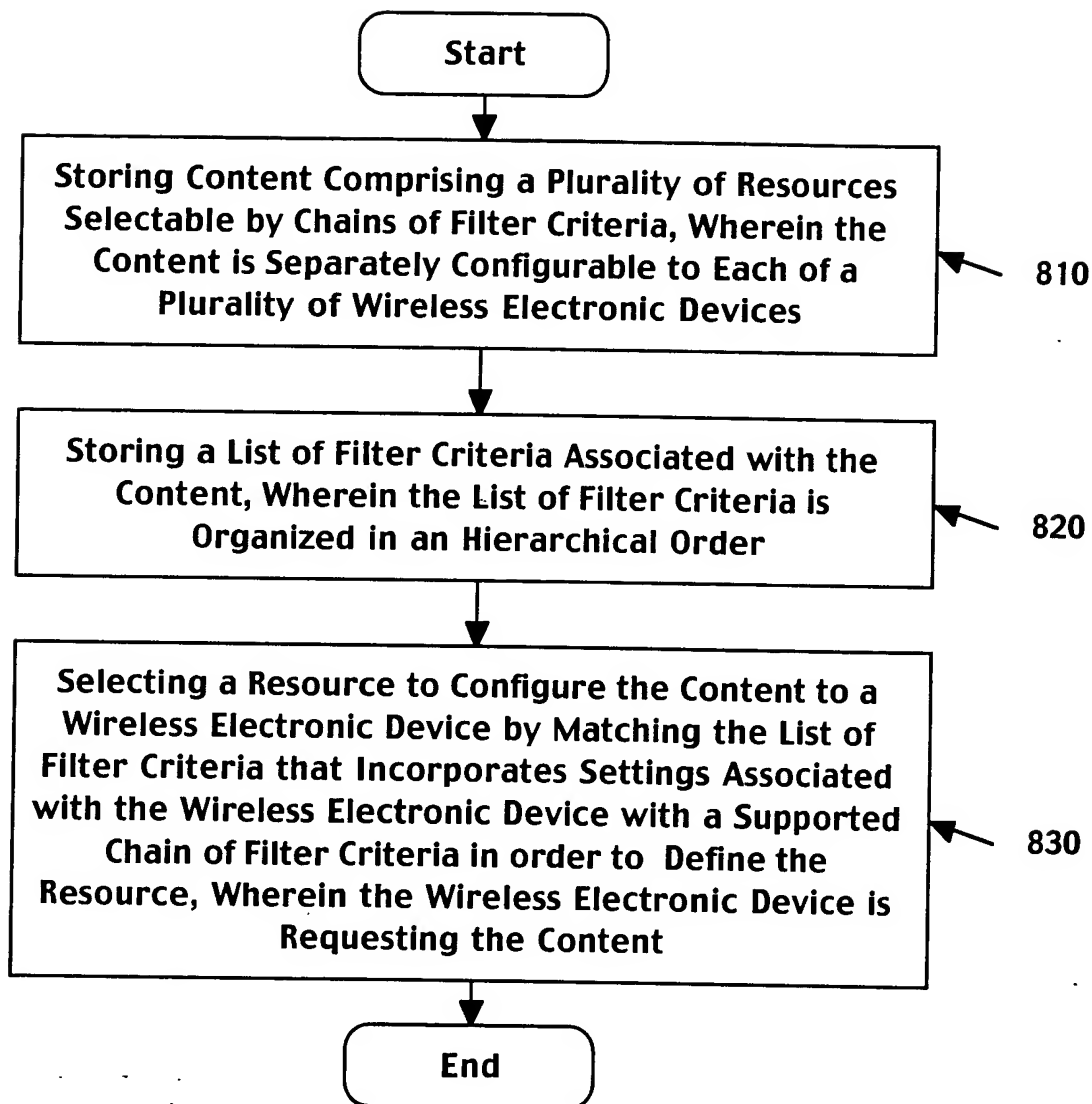 Start
Storing Content Comprising a Plurality of Resources
Selectable by Chains of Filter Criteria, Wherein the
Content is Separately Configurable to Each of a
Plurality of Wireless Electronic Devices
810
Storing a List of Filter Criteria Associated with the
Content, Wherein the List of Filter Criteria is
Organized in an Hierarchical Order
820
Selecting a Resource to Configure the Content to a
Wireless Electronic Device by Matching the List of
Filter Criteria that Incorporates Settings Associated
with the Wireless Electronic Device with a Supported
Chain of Filter Criteria in order to Define the
Resource, Wherein the Wireless Electronic Device is
Requesting the Content
830
End